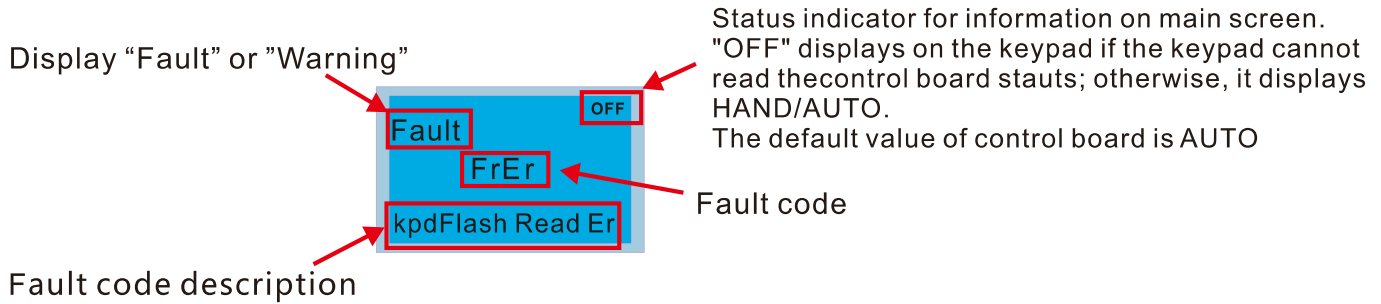 Status indicator for information on main screen.
"OFF" displays on the keypad if the keypad cannot
read thecontrol board stauts; otherwise, it displays
HAND/AUTO.
The default value of control board is AUTO
Display “Fault” or ”Warning”
OFF
Fault
FrEr
Fault code
kpdFlash Read Er
Fault code description